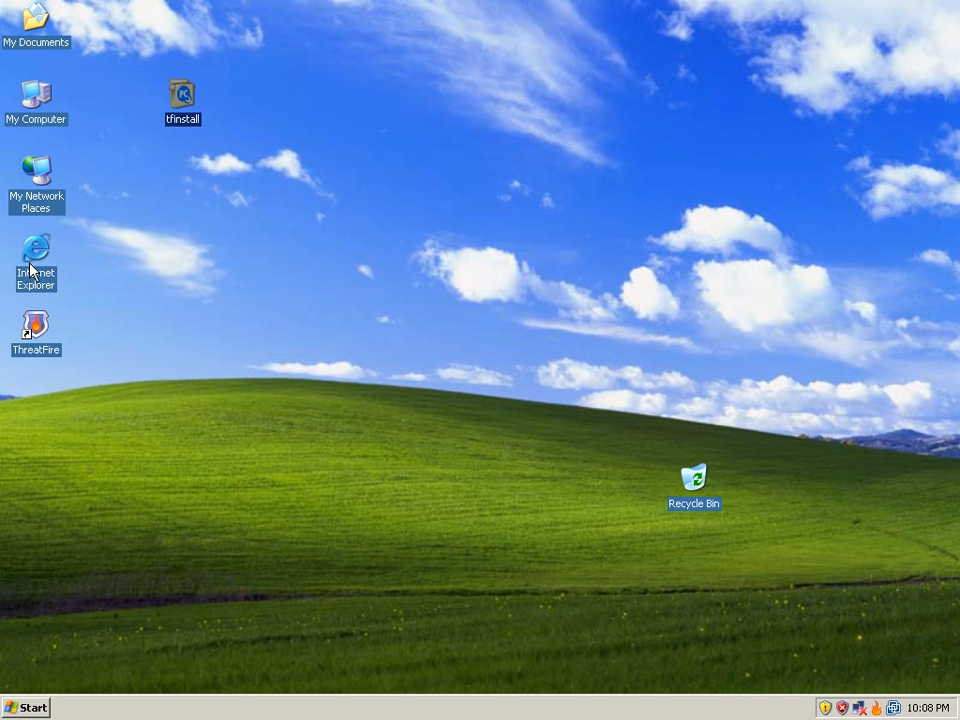 My Documents
My Computer
tfinstall
My Network
Places
Internet
Explorer
ThreatFire
Recycle Bin
Start
10:08 PM